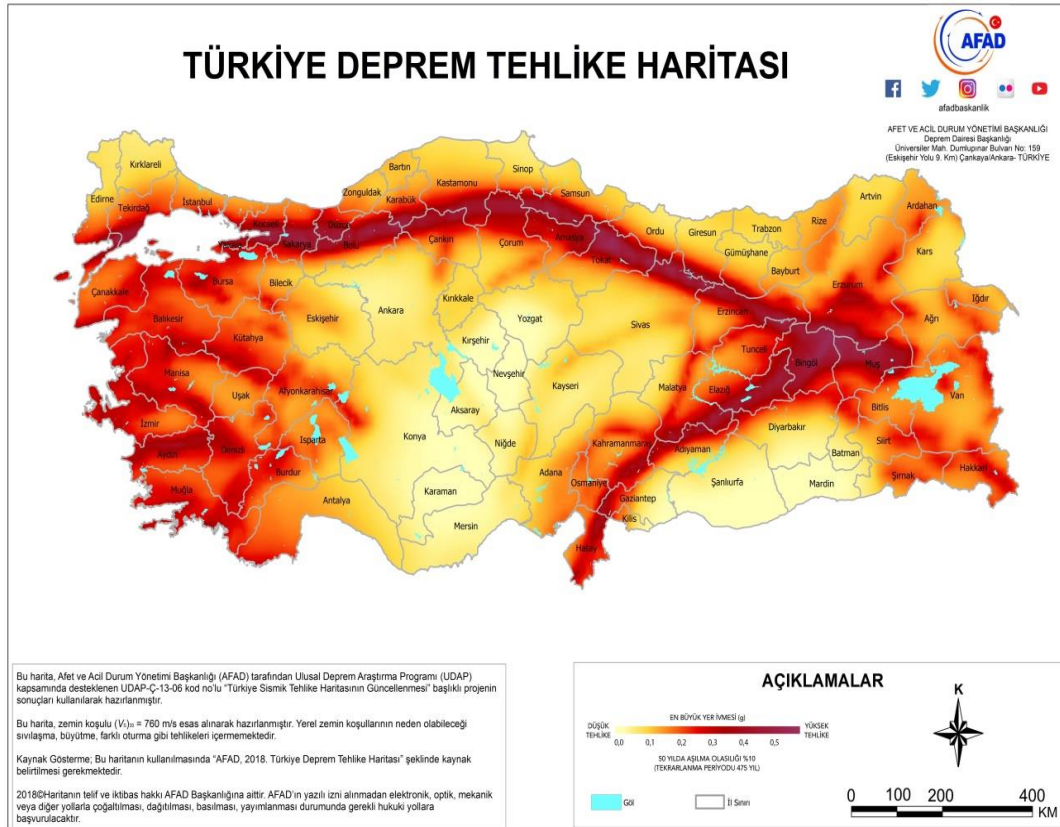 TÜRKİYE DEPREM TEHLİKE HARİTASI
AFAD
afadbaskanlik
AFET VE ACİL DURUM YÖNETİMİ BAŞKANLIĞI
Deprem Dairesi Başkanlığı
Üniversiler Mah. Dumlupınar Bulvarı No: 159
(Eskişehir Yolu 9. Km) Çankaya/Ankara- TÜRKİYE
Kırklareli
Edirne
Tekirdağ
İstanbul
Kocaeli
Yalova
Sakarya
Düzce
Bolu
Zonguldak
Bartın
Karabük
Kastamonu
Sinop
Samsun
Çankırı
Çorum
Amasya
Tokat
Ordu
Giresun
Trabzon
Gümüşhane
Bayburt
Rize
Artvin
Ardahan
Kars
Iğdır
Ağrı
Erzurum
Erzincan
Çanakkale
Bursa
Bilecik
Balıkesir
Kütahya
Eskişehir
Ankara
Kırıkkale
Kırşehir
Yozgat
Sivas
Tunceli
Bingöl
Muş
Van
Bitlis
Manisa
Uşak
Afyonkarahisar
Nevşehir
Kayseri
Malatya
Elazığ
İzmir
Aydın
Denizli
Isparta
Burdur
Konya
Aksaray
Niğde
Kahramanmaraş
Adıyaman
Diyarbakır
Batman
Siirt
Şırnak
Hakkari
Muğla
Antalya
Karaman
Mersin
Adana
Osmaniye
Gaziantep
Kilis
Hatay
Şanlıurfa
Mardin
Bu harita, Afet ve Acil Durum Yönetimi Başkanlığı (AFAD) tarafından Ulusal Deprem Araştırma Programı (UDAP)
kapsamında desteklenen UDAP-Ç-13-06 kod no'lu "Türkiye Sismik Tehlike Haritasının Güncellenmesi" başlıklı projenin
sonuçları kullanılarak hazırlanmıştır.
Bu harita, zemin koşulu (Vₛ)₃₀ = 760 m/s esas alınarak hazırlanmıştır. Yerel zemin koşullarının neden olabileceği
sıvılaşma, büyütme, farklı oturma gibi tehlikeleri içermemektedir.
Kaynak Gösterme; Bu haritanın kullanılmasında "AFAD, 2018. Türkiye Deprem Tehlike Haritası" şeklinde kaynak
belirtilmesi gerekmektedir.
2018©Haritanın telif ve iktibas hakkı AFAD Başkanlığına aittir. AFAD'ın yazılı izni alınmadan elektronik, optik, mekanik
veya diğer yollarla çoğaltılması, dağıtılması, basılması, yayımlanması durumunda gerekli hukuki yollara
başvurulacaktır.
AÇIKLAMALAR
EN BÜYÜK YER İVMESİ (g)
DÜŞÜK TEHLİKE
YÜKSEK TEHLİKE
0,0 0,1 0,2 0,3 0,4 0,5
50 YILDA AŞILMA OLASILIĞI %10
(TEKRARLANMA PERİYODU 475 YIL)
Göl
İl Sınırı
K
0 100 200 400
KM